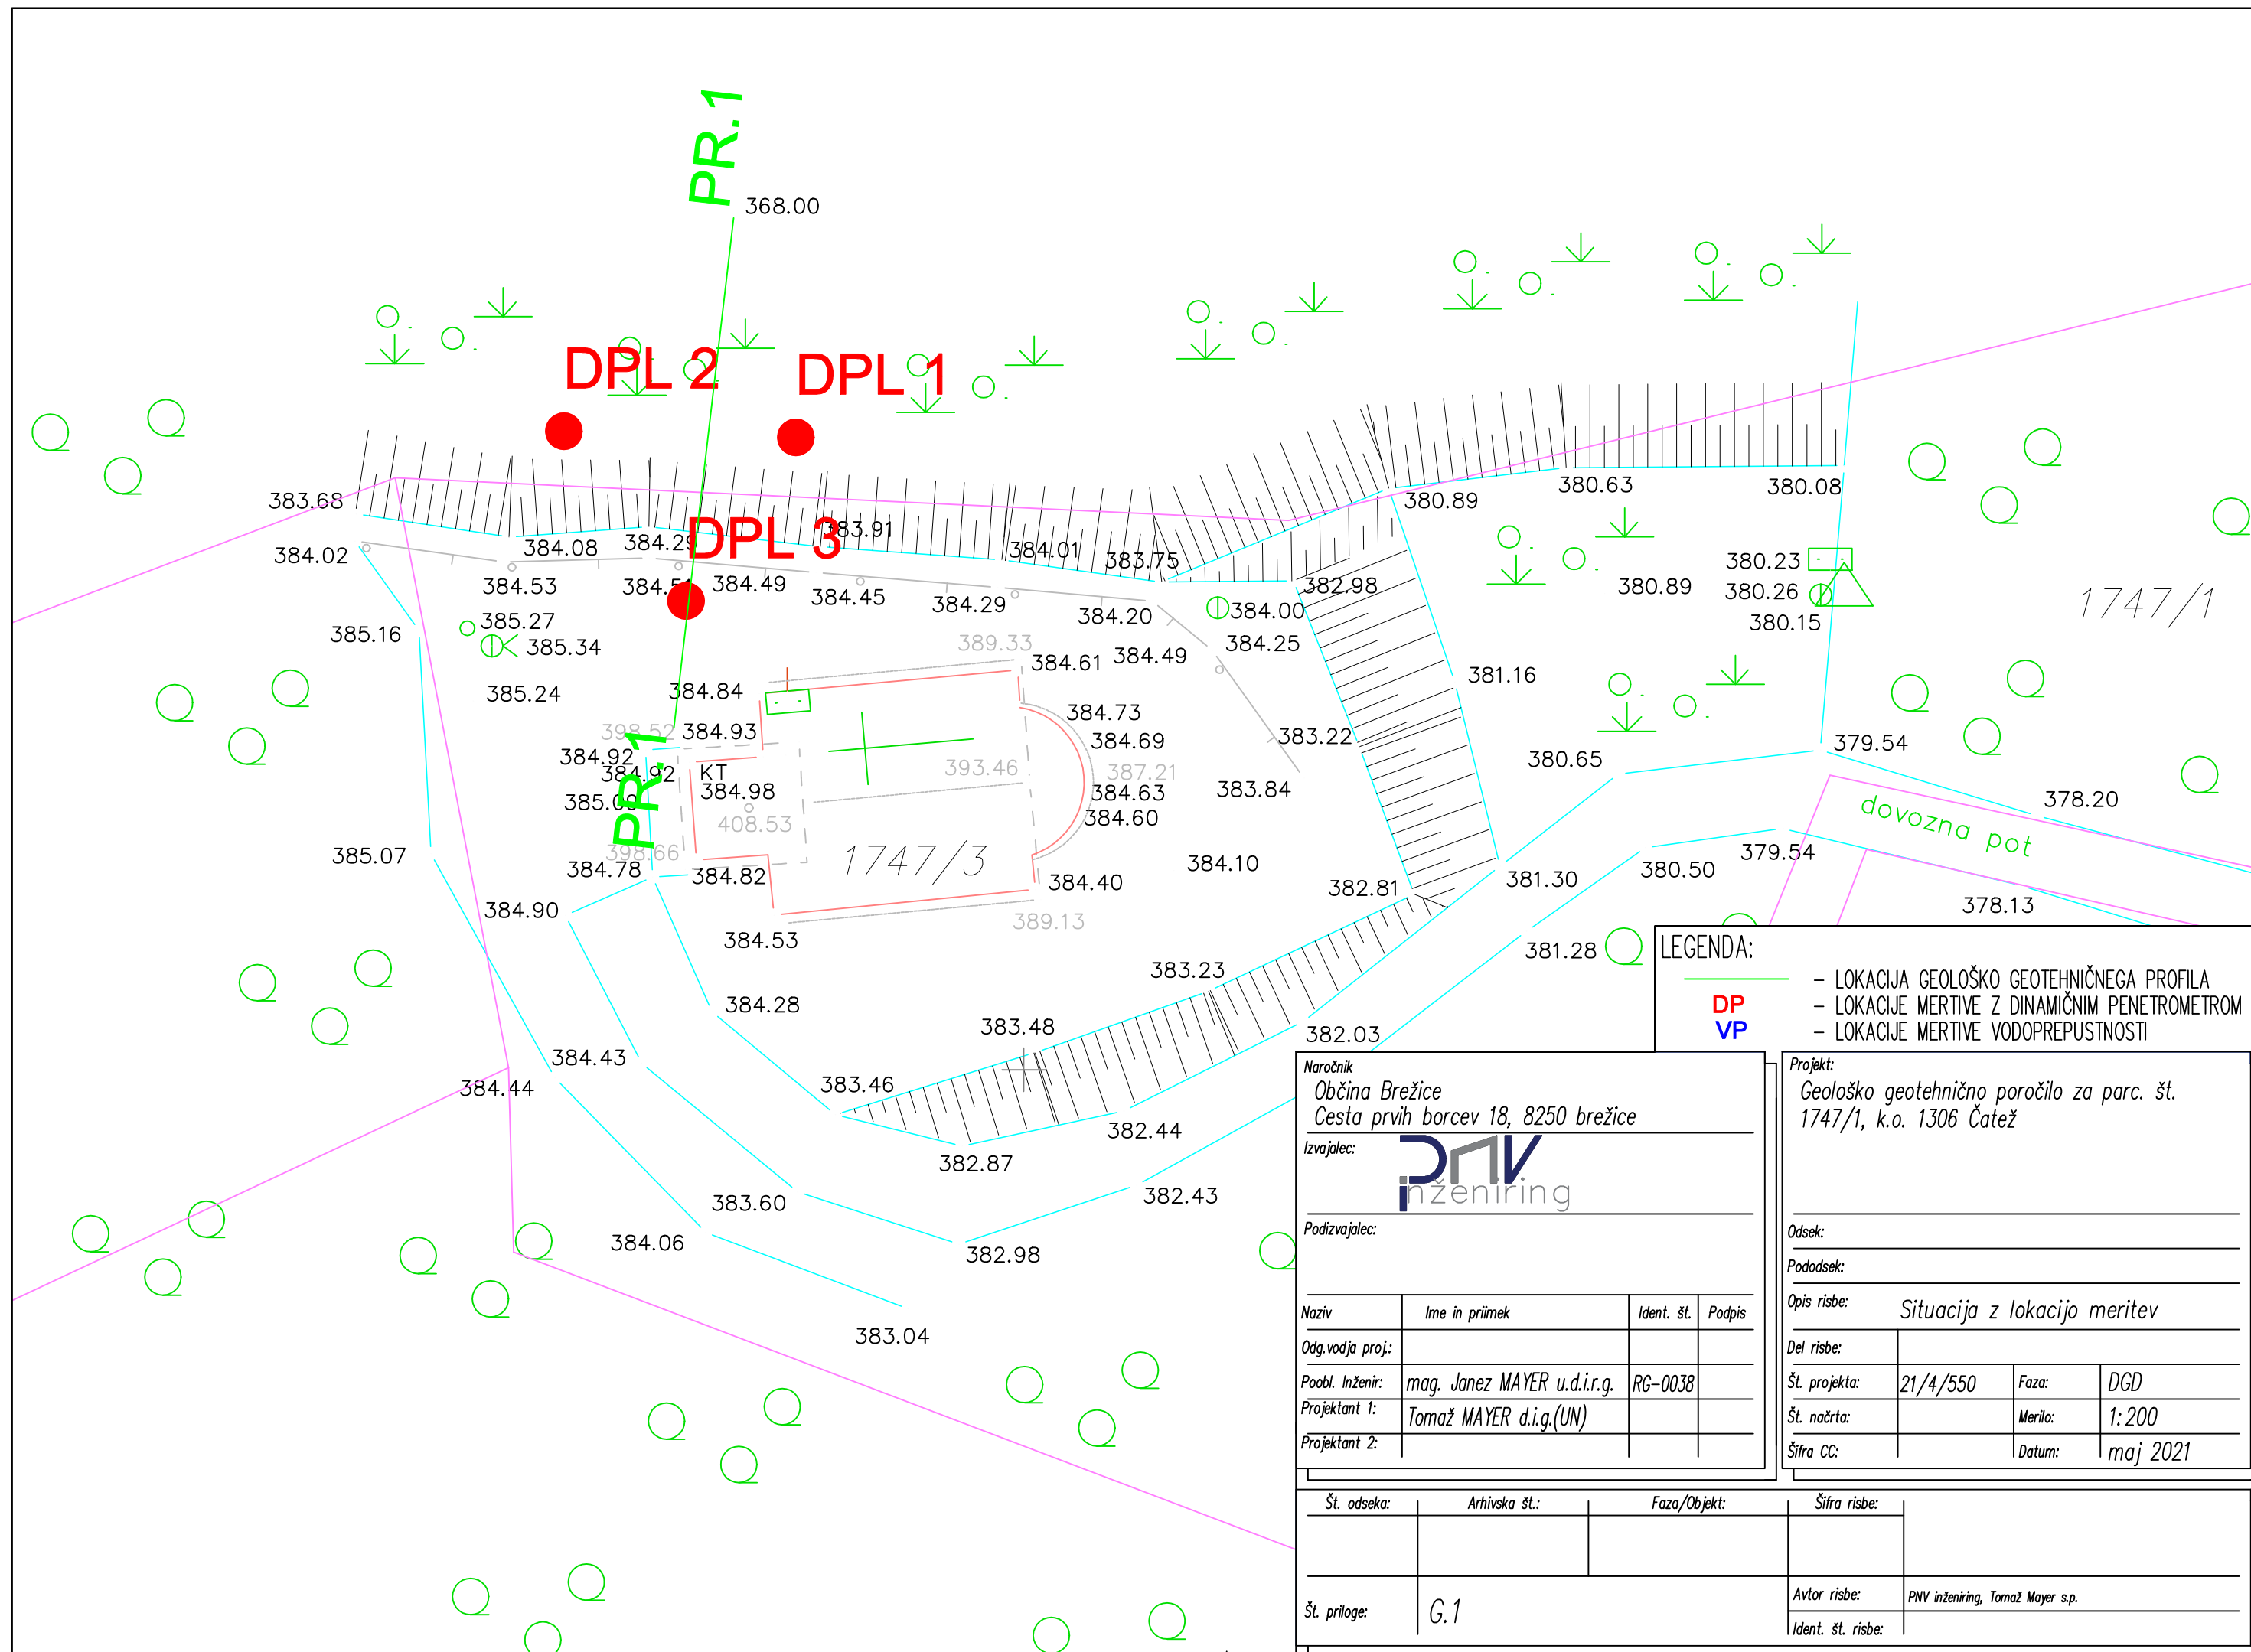 PR.1
368.00
DPL 2
DPL 1
383.68
384.02
384.08
384.29
DPL 3
383.91
384.01
383.75
380.89
380.63
380.08
384.53
384.51
384.49
384.45
384.29
384.20
384.00
382.98
380.89
380.23
380.26
380.15
1747/1
385.16
385.27
385.34
385.24
389.33
384.61
384.49
384.25
384.84
381.16
398.52
384.93
384.73
384.69
383.22
379.54
384.92
384.92
KT
384.98
393.46
387.21
384.63
383.84
380.65
385.09
PR.1
408.53
384.60
378.20
dovozna pot
385.07
398.66
1747/3
384.10
380.50
379.54
384.78
384.82
384.40
382.81
381.30
378.13
384.90
384.53
389.13
381.28
383.23
384.28
383.48
382.03
384.43
384.44
383.46
382.44
382.87
383.60
382.43
384.06
382.98
383.04
LEGENDA:
– LOKACIJA GEOLOŠKO GEOTEHNIČNEGA PROFILA
DP – LOKACIJE MERTIVE Z DINAMIČNIM PENETROMETROM
VP – LOKACIJE MERTIVE VODOPREPUSTNOSTI
Naročnik
Občina Brežice
Cesta prvih borcev 18, 8250 brežice
Izvajalec:
PNV
inženiring
Podizvajalec:
Naziv Ime in priimek Ident. št. Podpis
Odg.vodja proj.:
Poobl. Inženir: mag. Janez MAYER u.d.i.r.g. RG-0038
Projektant 1: Tomaž MAYER d.i.g.(UN)
Projektant 2:
Projekt:
Geološko geotehnično poročilo za parc. št.
1747/1, k.o. 1306 Čatež
Odsek:
Pododsek:
Opis risbe: Situacija z lokacijo meritev
Del risbe:
Št. projekta: 21/4/550 Faza: DGD
Št. načrta: Merilo: 1:200
Šifra CC: Datum: maj 2021
Št. odseka: Arhivska št.: Faza/Objekt: Šifra risbe:
Št. priloge: G.1
Avtor risbe: PNV inženiring, Tomaž Mayer s.p.
Ident. št. risbe: